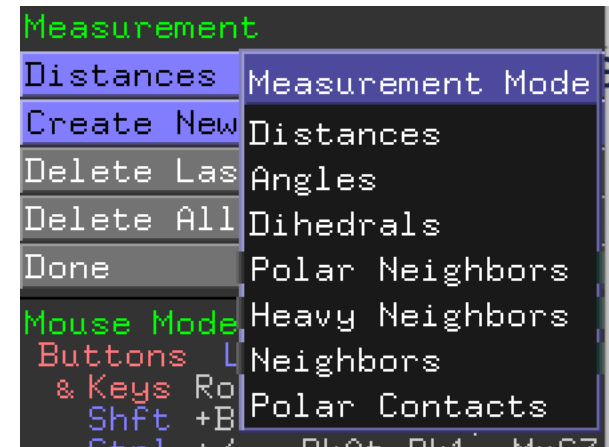 Measurement
Distances
Create New
Delete Las
Delete All
Done
Measurement Mode
Distances
Angles
Dihedrals
Polar Neighbors
Heavy Neighbors
Neighbors
Polar Contacts
Mouse Mode
Buttons L
& Keys Ro
Shft +B